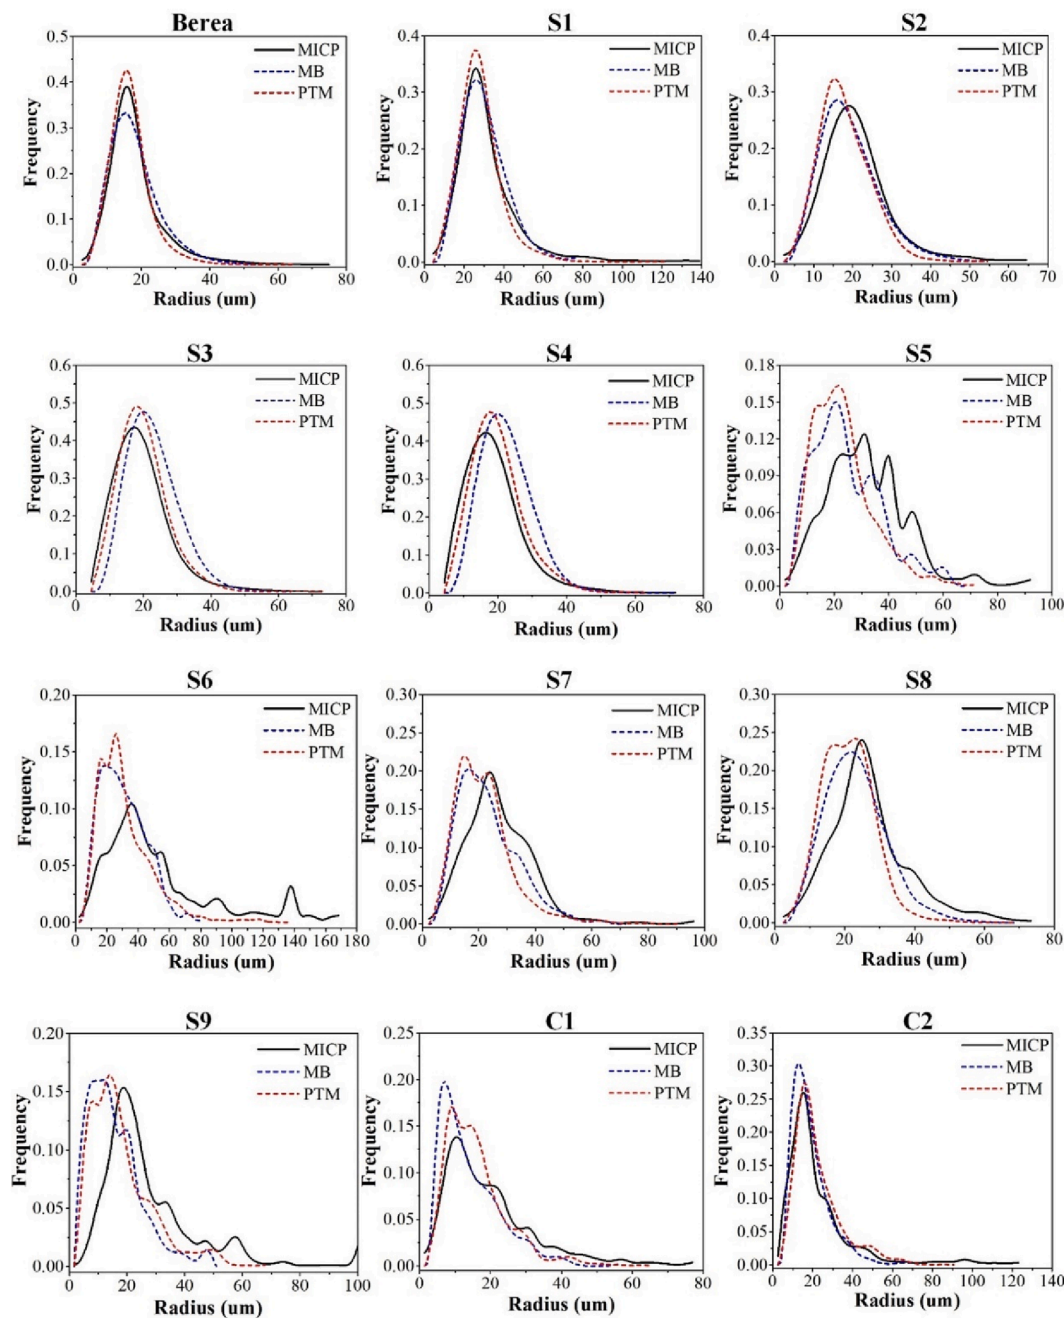 Berea
0.5
0.4
0.3
0.2
0.1
0.0
Frequency
MICP
MB
PTM
0 20 40 60 80
Radius (um)
S1
0.4
0.3
0.2
0.1
0.0
Frequency
MICP
MB
PTM
0 20 40 60 80 100 120 140
Radius (um)
S2
0.4
0.3
0.2
0.1
0.0
Frequency
MICP
MB
PTM
0 10 20 30 40 50 60 70
Radius (um)
S3
0.6
0.5
0.4
0.3
0.2
0.1
0.0
Frequency
MICP
MB
PTM
0 20 40 60 80
Radius (um)
S4
0.6
0.5
0.4
0.3
0.2
0.1
0.0
Frequency
MICP
MB
PTM
0 20 40 60 80
Radius (um)
S5
0.18
0.15
0.12
0.09
0.06
0.03
0.00
Frequency
MICP
MB
PTM
0 20 40 60 80 100
Radius (um)
S6
0.20
0.15
0.10
0.05
0.00
Frequency
MICP
MB
PTM
0 20 40 60 80 100 120 140 160 180
Radius (um)
S7
0.30
0.25
0.20
0.15
0.10
0.05
0.00
Frequency
MICP
MB
PTM
0 20 40 60 80 100
Radius (um)
S8
0.30
0.25
0.20
0.15
0.10
0.05
0.00
Frequency
MICP
MB
PTM
0 20 40 60 80
Radius (um)
S9
0.20
0.15
0.10
0.05
0.00
Frequency
MICP
MB
PTM
0 20 40 60 80 100
Radius (um)
C1
0.25
0.20
0.15
0.10
0.05
0.00
Frequency
MICP
MB
PTM
0 20 40 60 80
Radius (um)
C2
0.35
0.30
0.25
0.20
0.15
0.10
0.05
0.00
Frequency
MICP
MB
PTM
0 20 40 60 80 100 120 140
Radius (um)